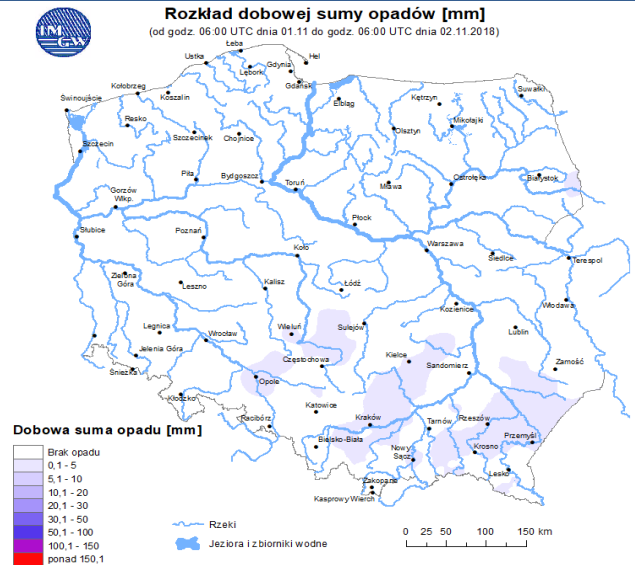 IM
GW
Rozkład dobowej sumy opadów [mm]
(od godz. 06:00 UTC dnia 01.11 do godz. 06:00 UTC dnia 02.11.2018)
Łeba
Ustka
Hel
Lębork
Gdynia
Gdańsk
Kołobrzeg
Koszalin
Świnoujście
Elbląg
Kętrzyn
Suwałki
Resko
Szczecinek
Chojnice
Olsztyn
Mikołajki
Szczecin
Piła
Bydgoszcz
Toruń
Mława
Ostrołęka
Białystok
Gorzów
Wlkp.
Płock
Słubice
Poznań
Koło
Warszawa
Siedlce
Terespol
Zielona
Góra
Leszno
Kalisz
Łódź
Kozienice
Włodawa
Legnica
Wrocław
Wieluń
Sulejów
Lublin
Jelenia Góra
Częstochowa
Kielce
Zamość
Śnieżka
Opole
Sandomierz
Kłodzko
Katowice
Racibórz
Kraków
Tarnów
Rzeszów
Bielsko-Biała
Nowy
Sącz
Krosno
Przemyśl
Lesko
Zakopane
Kasprowy Wierch
Dobowa suma opadu [mm]
Brak opadu
0,1 - 5
5,1 - 10
10,1 - 20
20,1 - 30
30,1 - 50
50,1 - 100
100,1 - 150
ponad 150,1
Rzeki
Jeziora i zbiorniki wodne
0 25 50 100 150 km